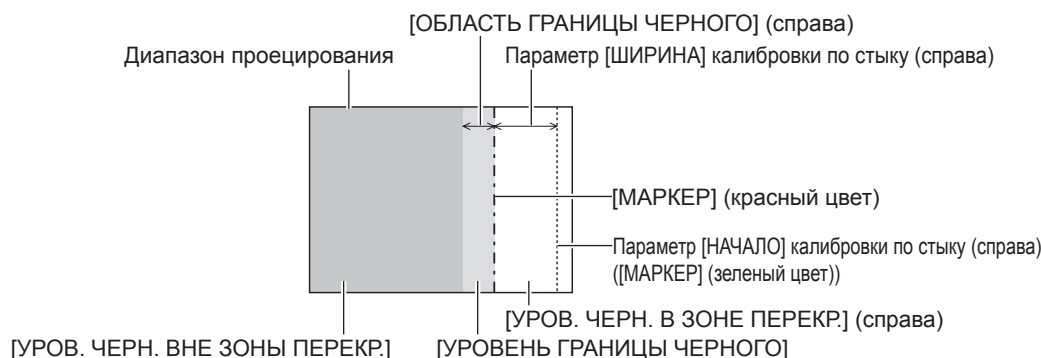 [ОБЛАСТЬ ГРАНИЦЫ ЧЕРНОГО] (справа)
Диапазон проецирования
Параметр [ШИРИНА] калибровки по стыку (справа)
[МАРКЕР] (красный цвет)
Параметр [НАЧАЛО] калибровки по стыку (справа)
([МАРКЕР] (зеленый цвет))
[УРОВ. ЧЕРН. В ЗОНЕ ПЕРЕКР.] (справа)
[УРОВ. ЧЕРН. ВНЕ ЗОНЫ ПЕРЕКР.]
[УРОВЕНЬ ГРАНИЦЫ ЧЕРНОГО]